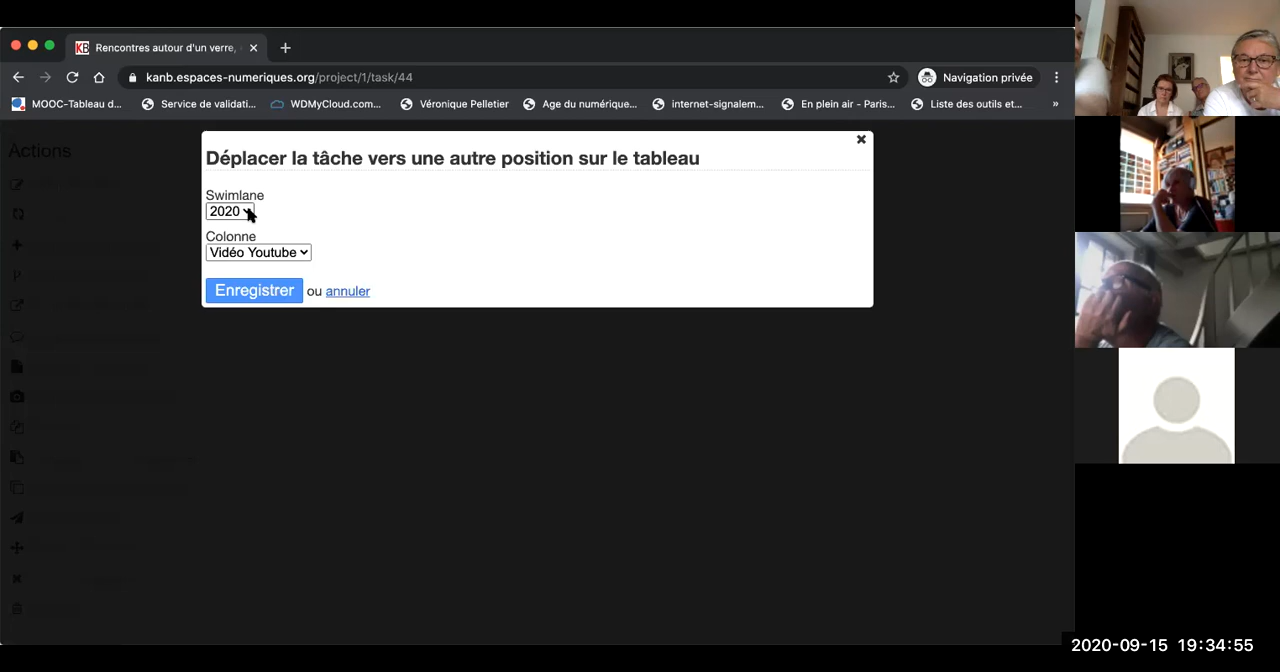 Rencontres autour d'un verre,
kanb.espaces-numeriques.org/project/1/task/44
Navigation privée
MOOC-Tableau d...
Service de validati...
WDMyCloud.com...
Véronique Pelletier
Age du numérique...
internet-signalem...
En plein air - Paris...
Liste des outils et...
»
Actions
Déplacer la tâche vers une autre position sur le tableau
Swimlane
2020
Colonne
Vidéo Youtube
Enregistrer ou annuler
2020-09-15 19:34:55